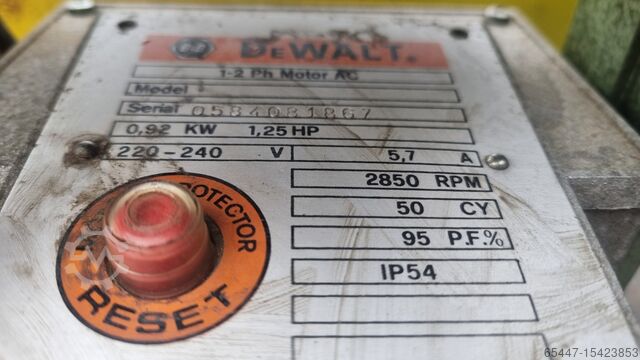 DeWALT®
1-2 Ph Motor AC
Model
Serial 0584081867
0,92 KW 1,25 HP
220-240 V 5,7 A
2850 RPM
50 CY
95 P.F.%
IP54
RESET
65447-15423853